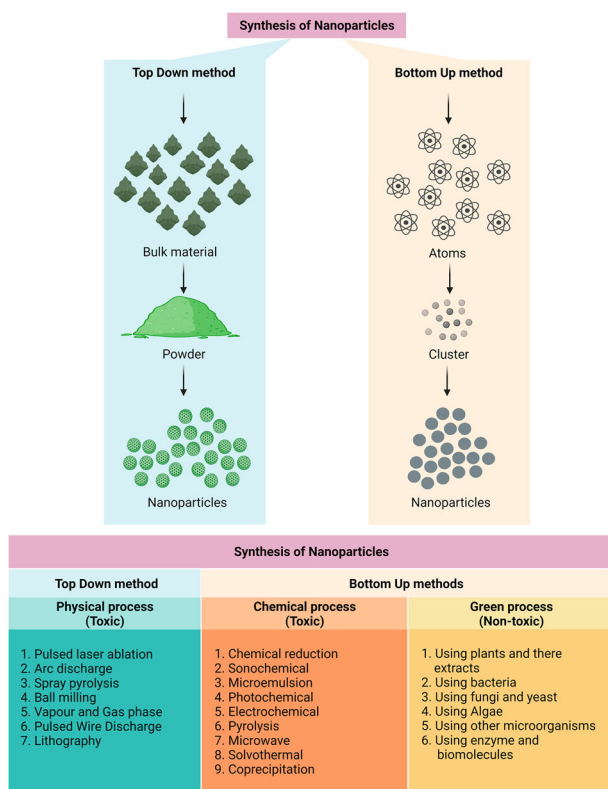 Synthesis of Nanoparticles
Top Down method
Bulk material
Powder
Nanoparticles
Bottom Up method
Atoms
Cluster
Nanoparticles
Synthesis of Nanoparticles
Top Down method
Bottom Up methods
Physical process
(Toxic)
1. Pulsed laser ablation
2. Arc discharge
3. Spray pyrolysis
4. Ball milling
5. Vapour and Gas phase
6. Pulsed Wire Discharge
7. Lithography
Chemical process
(Toxic)
1. Chemical reduction
2. Sonochemical
3. Microemulsion
4. Photochemical
5. Electrochemical
6. Pyrolysis
7. Microwave
8. Solvothermal
9. Coprecipitation
Green process
(Non-toxic)
1. Using plants and there
extracts
2. Using bacteria
3. Using fungi and yeast
4. Using Algae
5. Using other microorganisms
6. Using enzyme and
biomolecules